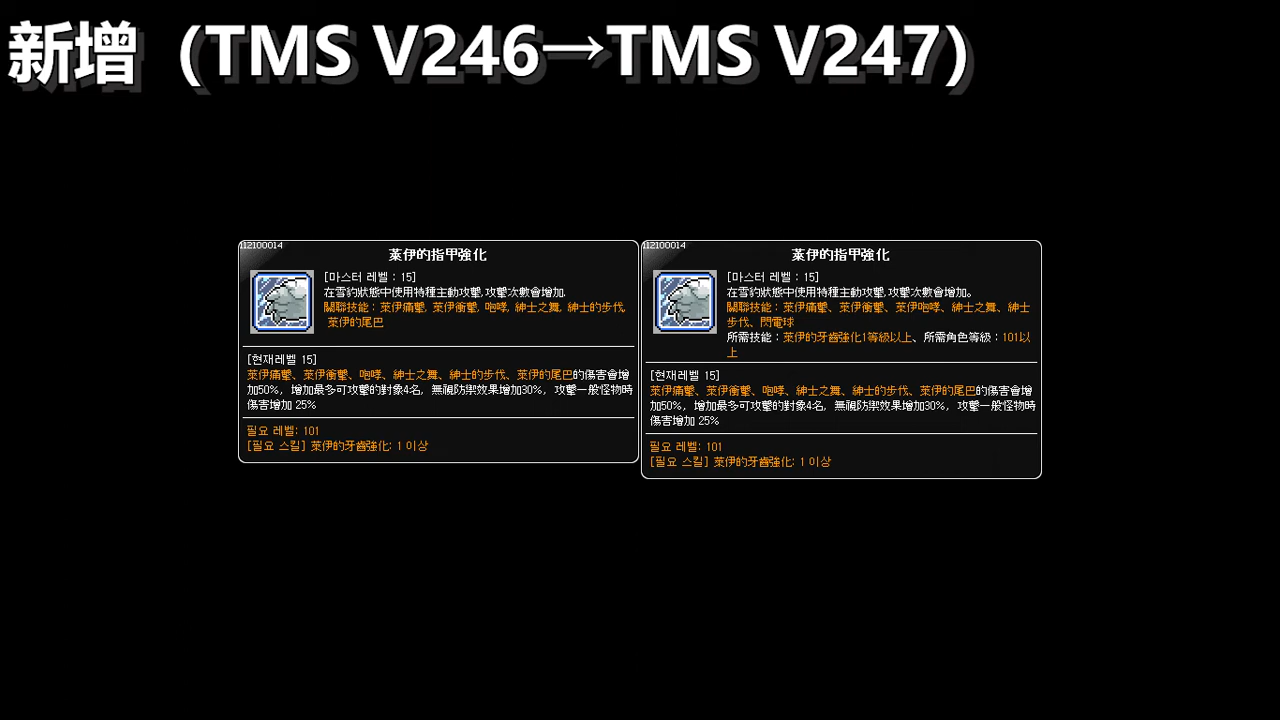 新增（TMS V246→TMS V247）
112100014
萊伊的指甲強化
[마스터 레벨 : 15]
在雪豹狀態中使用特種主動攻擊,攻擊次數會增加.
關聯技能：萊伊痛擊, 萊伊衝擊, 咆哮, 紳士之舞, 紳士的步伐,
萊伊的尾巴
[현재레벨 15]
萊伊痛擊、萊伊衝擊、咆哮、紳士之舞、紳士的步伐、萊伊的尾巴的傷害會增
加50%，增加最多可攻擊的對象4名，無視防禦效果增加30%，攻擊一般怪物時
傷害增加 25%
필요 레벨: 101
[필요 스킬] 萊伊的牙齒強化: 1 이상
112100014
萊伊的指甲強化
[마스터 레벨 : 15]
在雪豹狀態中使用特種主動攻擊,攻擊次數會增加。
關聯技能：萊伊痛擊、萊伊衝擊、萊伊咆哮、紳士之舞、紳士
步伐、閃電球
所需技能：萊伊的牙齒強化1等級以上、所需角色等級：101以
上
[현재레벨 15]
萊伊痛擊、萊伊衝擊、咆哮、紳士之舞、紳士的步伐、萊伊的尾巴的傷害會增
加50%，增加最多可攻擊的對象4名，無視防禦效果增加30%，攻擊一般怪物時
傷害增加 25%
필요 레벨: 101
[필요 스킬] 萊伊的牙齒強化: 1 이상